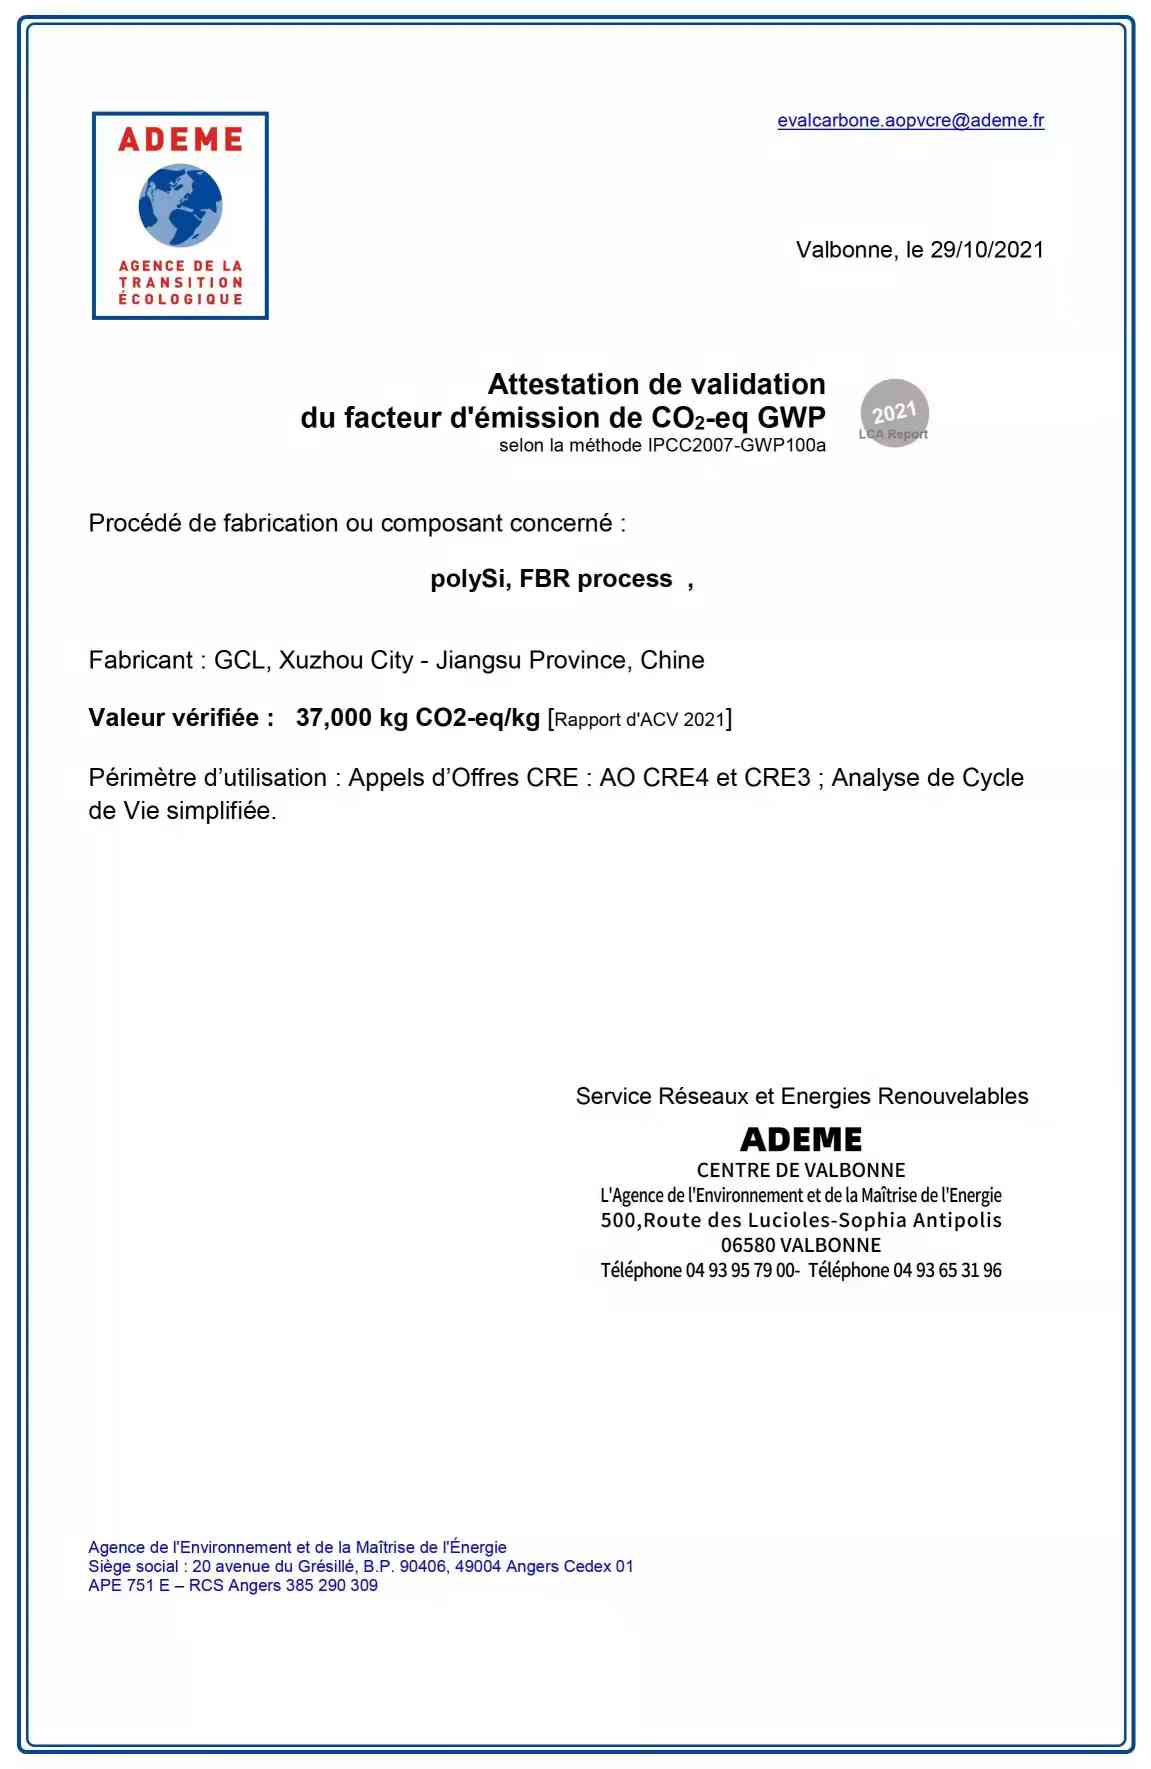 ADEME
AGENCE DE LA
TRANSITION
ÉCOLOGIQUE
evalcarbone.aopvcre@ademe.fr
Valbonne, le 29/10/2021
Attestation de validation
du facteur d'émission de CO₂-eq GWP
selon la méthode IPCC2007-GWP100a
2021
LCA Report
Procédé de fabrication ou composant concerné :
polySi, FBR process ,
Fabricant : GCL, Xuzhou City - Jiangsu Province, Chine
Valeur vérifiée : 37,000 kg CO2-eq/kg [Rapport d'ACV 2021]
Périmètre d’utilisation : Appels d’Offres CRE : AO CRE4 et CRE3 ; Analyse de Cycle
de Vie simplifiée.
Service Réseaux et Energies Renouvelables
ADEME
CENTRE DE VALBONNE
L'Agence de l'Environnement et de la Maîtrise de l'Energie
500,Route des Lucioles-Sophia Antipolis
06580 VALBONNE
Téléphone 04 93 95 79 00- Téléphone 04 93 65 31 96
Agence de l'Environnement et de la Maîtrise de l'Énergie
Siège social : 20 avenue du Grésillé, B.P. 90406, 49004 Angers Cedex 01
APE 751 E – RCS Angers 385 290 309